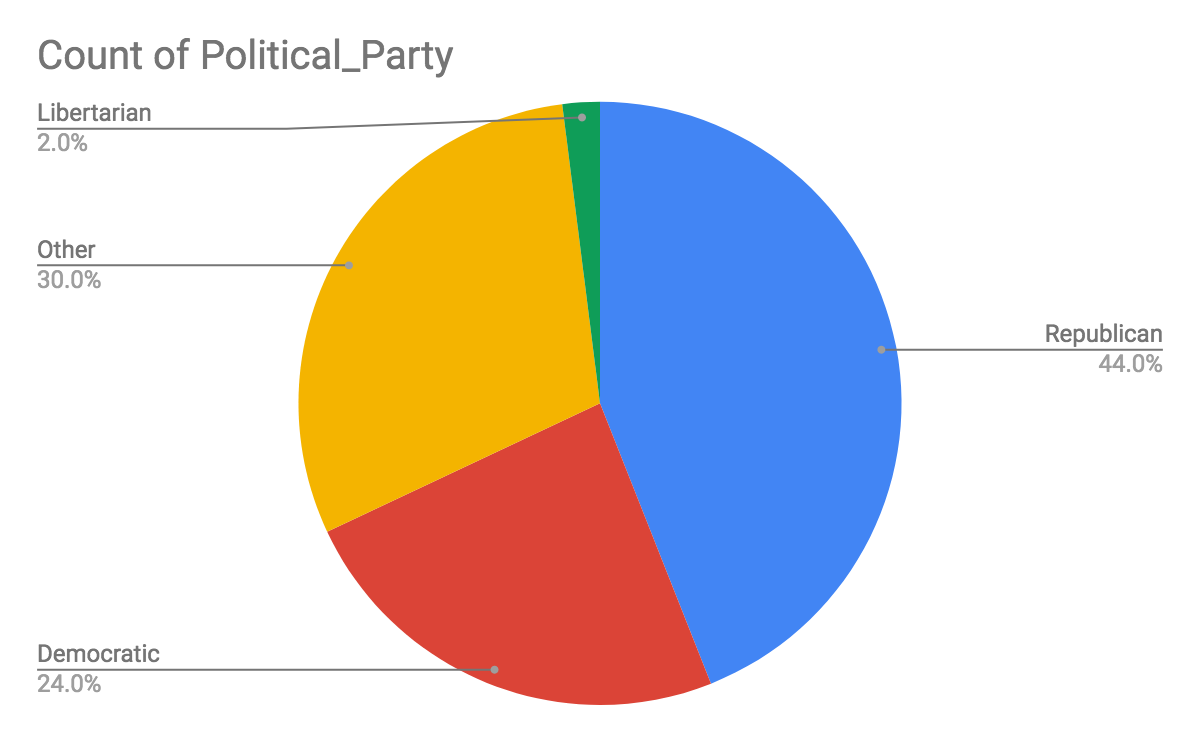 Count of Political_Party
Libertarian
2.0%
Other
30.0%
Republican
44.0%
Democratic
24.0%